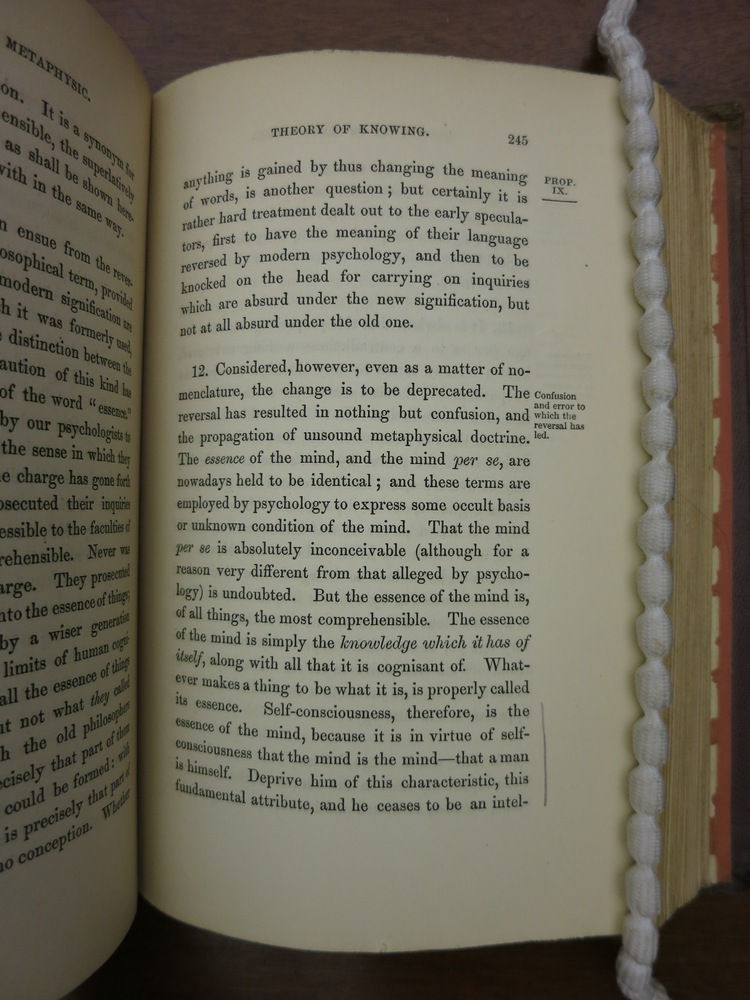 METAPHYSIC.
on. It is a synonym for
ensible, the superlatively
as shall be shown here-
with in the same way.
n ensue from the rever-
osophical term, provided
modern signification are
h it was formerly used,
distinction between the
aution of this kind has
of the word "essence."
by our psychologists to
the sense in which they
e charge has gone forth
osecuted their inquiries
essible to the faculties of
rehensible. Never was
arge. They prosecuted
nto the essence of things;
by a wiser generation
limits of human cogni-
all the essence of things
ut not what they called
h the old philosophers
ecisely that part of them
could be formed: with
is precisely that part of
no conception. Whether
THEORY OF KNOWING. 245
anything is gained by thus changing the meaning
of words, is another question; but certainly it is
rather hard treatment dealt out to the early specula-
tors, first to have the meaning of their language
reversed by modern psychology, and then to be
knocked on the head for carrying on inquiries
which are absurd under the new signification, but
not at all absurd under the old one.
PROP.
IX.
12. Considered, however, even as a matter of no-
menclature, the change is to be deprecated. The
reversal has resulted in nothing but confusion, and
the propagation of unsound metaphysical doctrine.
The essence of the mind, and the mind per se, are
nowadays held to be identical; and these terms are
employed by psychology to express some occult basis
or unknown condition of the mind. That the mind
per se is absolutely inconceivable (although for a
reason very different from that alleged by psycho-
logy) is undoubted. But the essence of the mind is,
of all things, the most comprehensible. The essence
of the mind is simply the knowledge which it has of
itself, along with all that it is cognisant of. What-
ever makes a thing to be what it is, is properly called
its essence. Self-consciousness, therefore, is the
essence of the mind, because it is in virtue of self-
consciousness that the mind is the mind—that a man
is himself. Deprive him of this characteristic, this
fundamental attribute, and he ceases to be an intel-
Confusion
and error to
which the
reversal has
led.